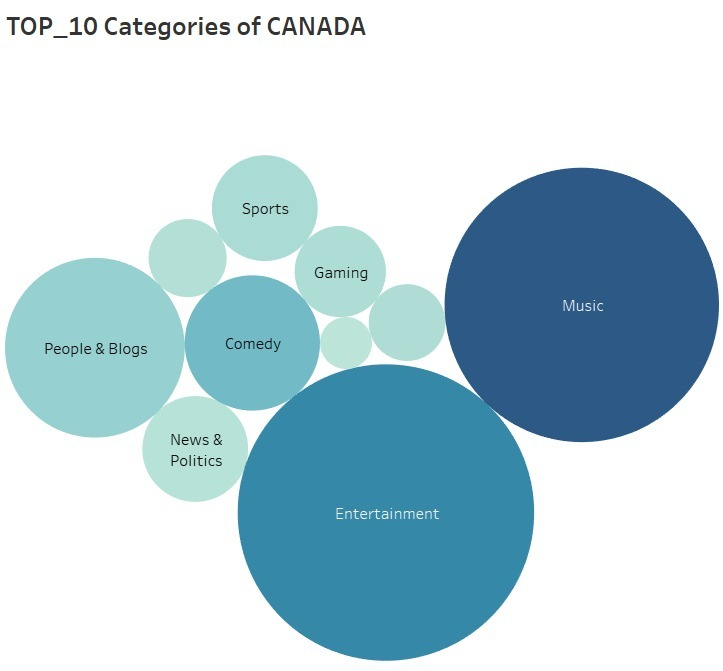 TOP_10 Categories of CANADA
Sports
Gaming
Music
People & Blogs
Comedy
News &
Politics
Entertainment